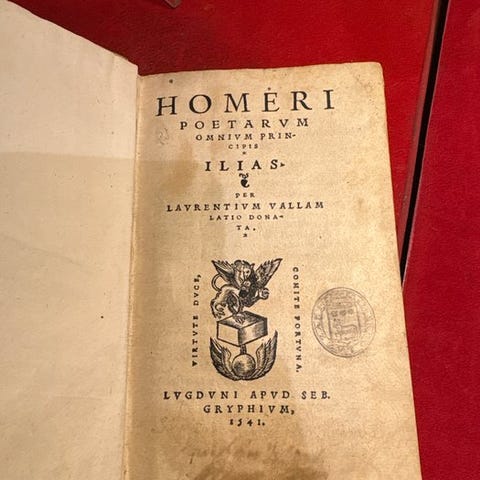 HOMERI
POETARVM
OMNIVM PRIN-
CIPIS
ILIAS
PER
LAVRENTIVM VALLAM
LATIO DONA-
TA.
VIRTVTE DVCE,
COMITE FORTVNA.
LVGDVNI APVD SEB.
GRYPHIVM,
1541.